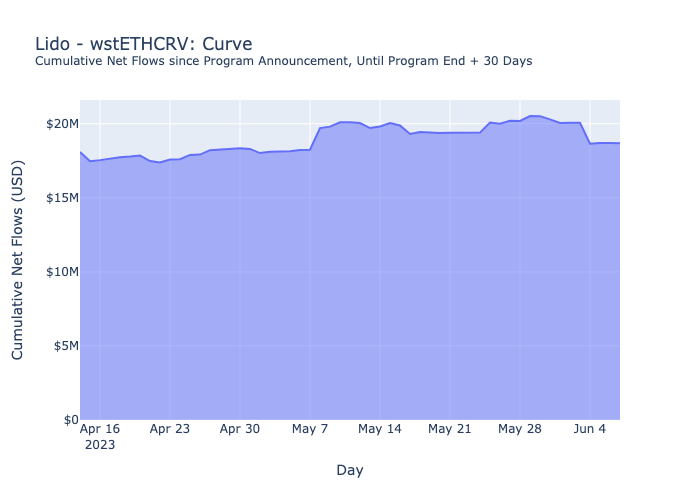 Lido - wstETHCRV: Curve
Cumulative Net Flows since Program Announcement, Until Program End + 30 Days
Cumulative Net Flows (USD)
$20M
$15M
$10M
$5M
$0
Apr 16 Apr 23 Apr 30 May 7 May 14 May 21 May 28 Jun 4
2023
Day